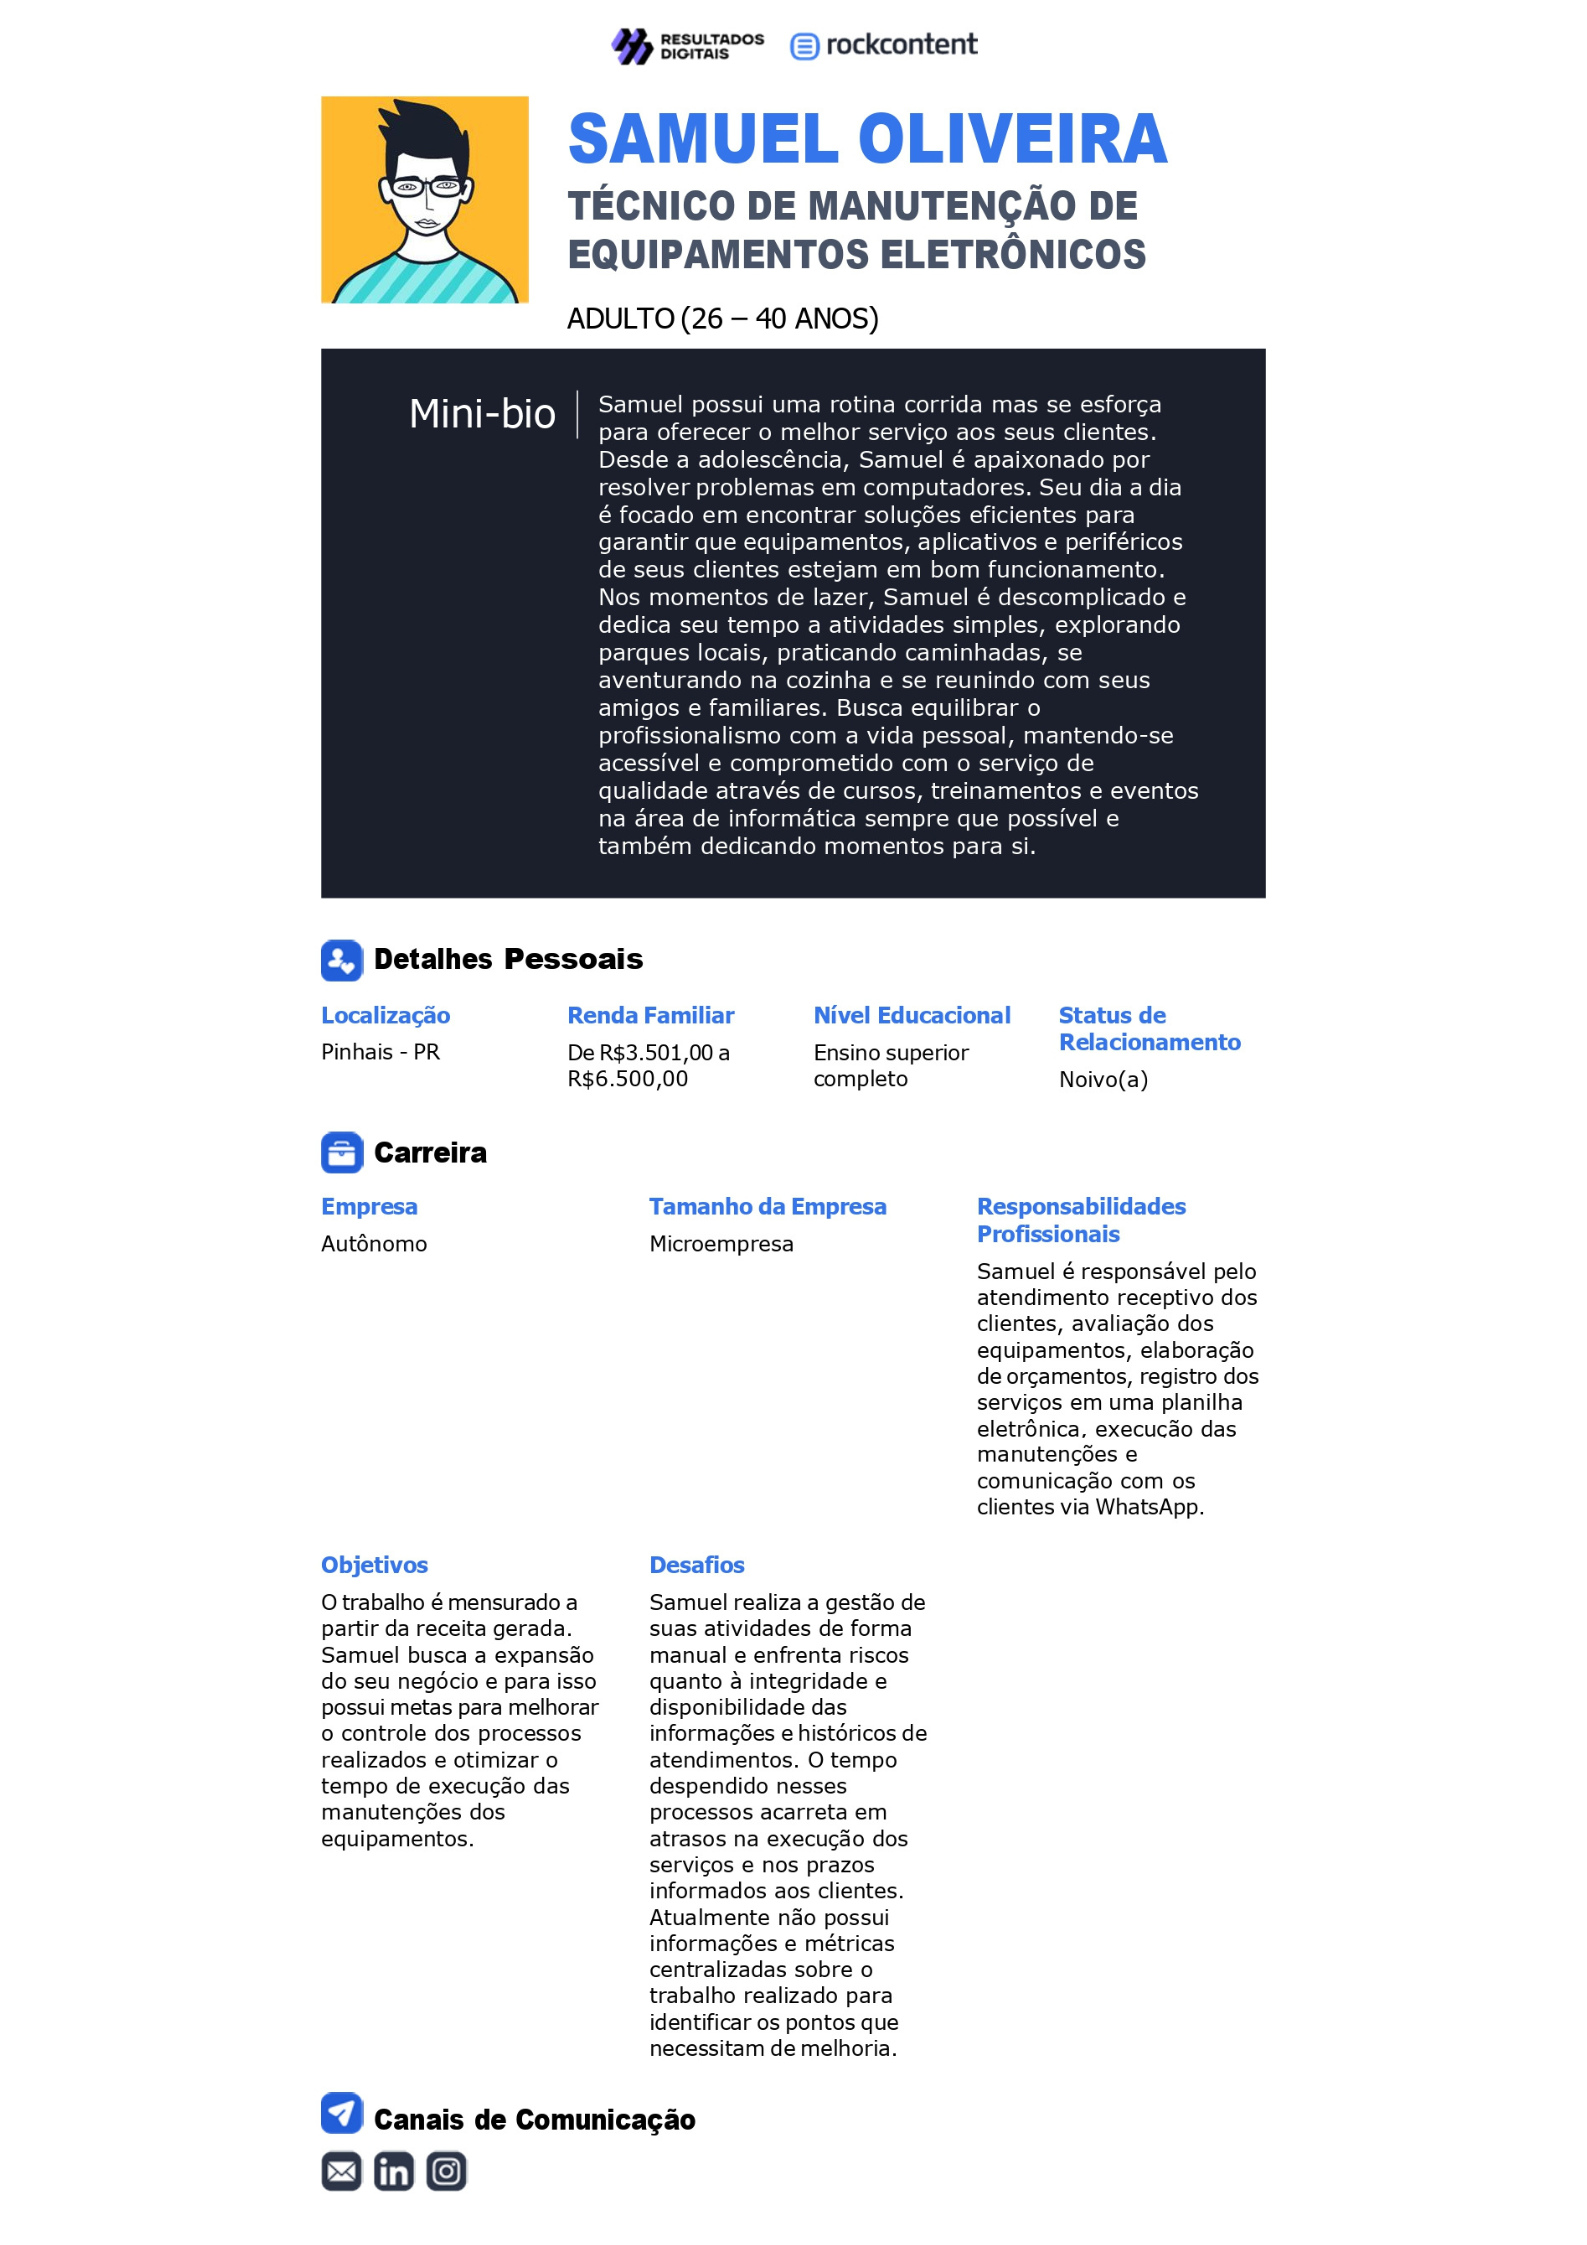 RESULTADOS
DIGITAIS
rockcontent
SAMUEL OLIVEIRA
TÉCNICO DE MANUTENÇÃO DE
EQUIPAMENTOS ELETRÔNICOS
ADULTO (26 – 40 ANOS)
Mini-bio
Samuel possui uma rotina corrida mas se esforça
para oferecer o melhor serviço aos seus clientes.
Desde a adolescência, Samuel é apaixonado por
resolver problemas em computadores. Seu dia a dia
é focado em encontrar soluções eficientes para
garantir que equipamentos, aplicativos e periféricos
de seus clientes estejam em bom funcionamento.
Nos momentos de lazer, Samuel é descomplicado e
dedica seu tempo a atividades simples, explorando
parques locais, praticando caminhadas, se
aventurando na cozinha e se reunindo com seus
amigos e familiares. Busca equilibrar o
profissionalismo com a vida pessoal, mantendo-se
acessível e comprometido com o serviço de
qualidade através de cursos, treinamentos e eventos
na área de informática sempre que possível e
também dedicando momentos para si.
Detalhes Pessoais
Localização
Pinhais - PR
Renda Familiar
De R$3.501,00 a
R$6.500,00
Nível Educacional
Ensino superior
completo
Status de
Relacionamento
Noivo(a)
Carreira
Empresa
Autônomo
Tamanho da Empresa
Microempresa
Responsabilidades
Profissionais
Samuel é responsável pelo
atendimento receptivo dos
clientes, avaliação dos
equipamentos, elaboração
de orçamentos, registro dos
serviços em uma planilha
eletrônica, execução das
manutenções e
comunicação com os
clientes via WhatsApp.
Objetivos
O trabalho é mensurado a
partir da receita gerada.
Samuel busca a expansão
do seu negócio e para isso
possui metas para melhorar
o controle dos processos
realizados e otimizar o
tempo de execução das
manutenções dos
equipamentos.
Desafios
Samuel realiza a gestão de
suas atividades de forma
manual e enfrenta riscos
quanto à integridade e
disponibilidade das
informações e históricos de
atendimentos. O tempo
despendido nesses
processos acarreta em
atrasos na execução dos
serviços e nos prazos
informados aos clientes.
Atualmente não possui
informações e métricas
centralizadas sobre o
trabalho realizado para
identificar os pontos que
necessitam de melhoria.
Canais de Comunicação
in